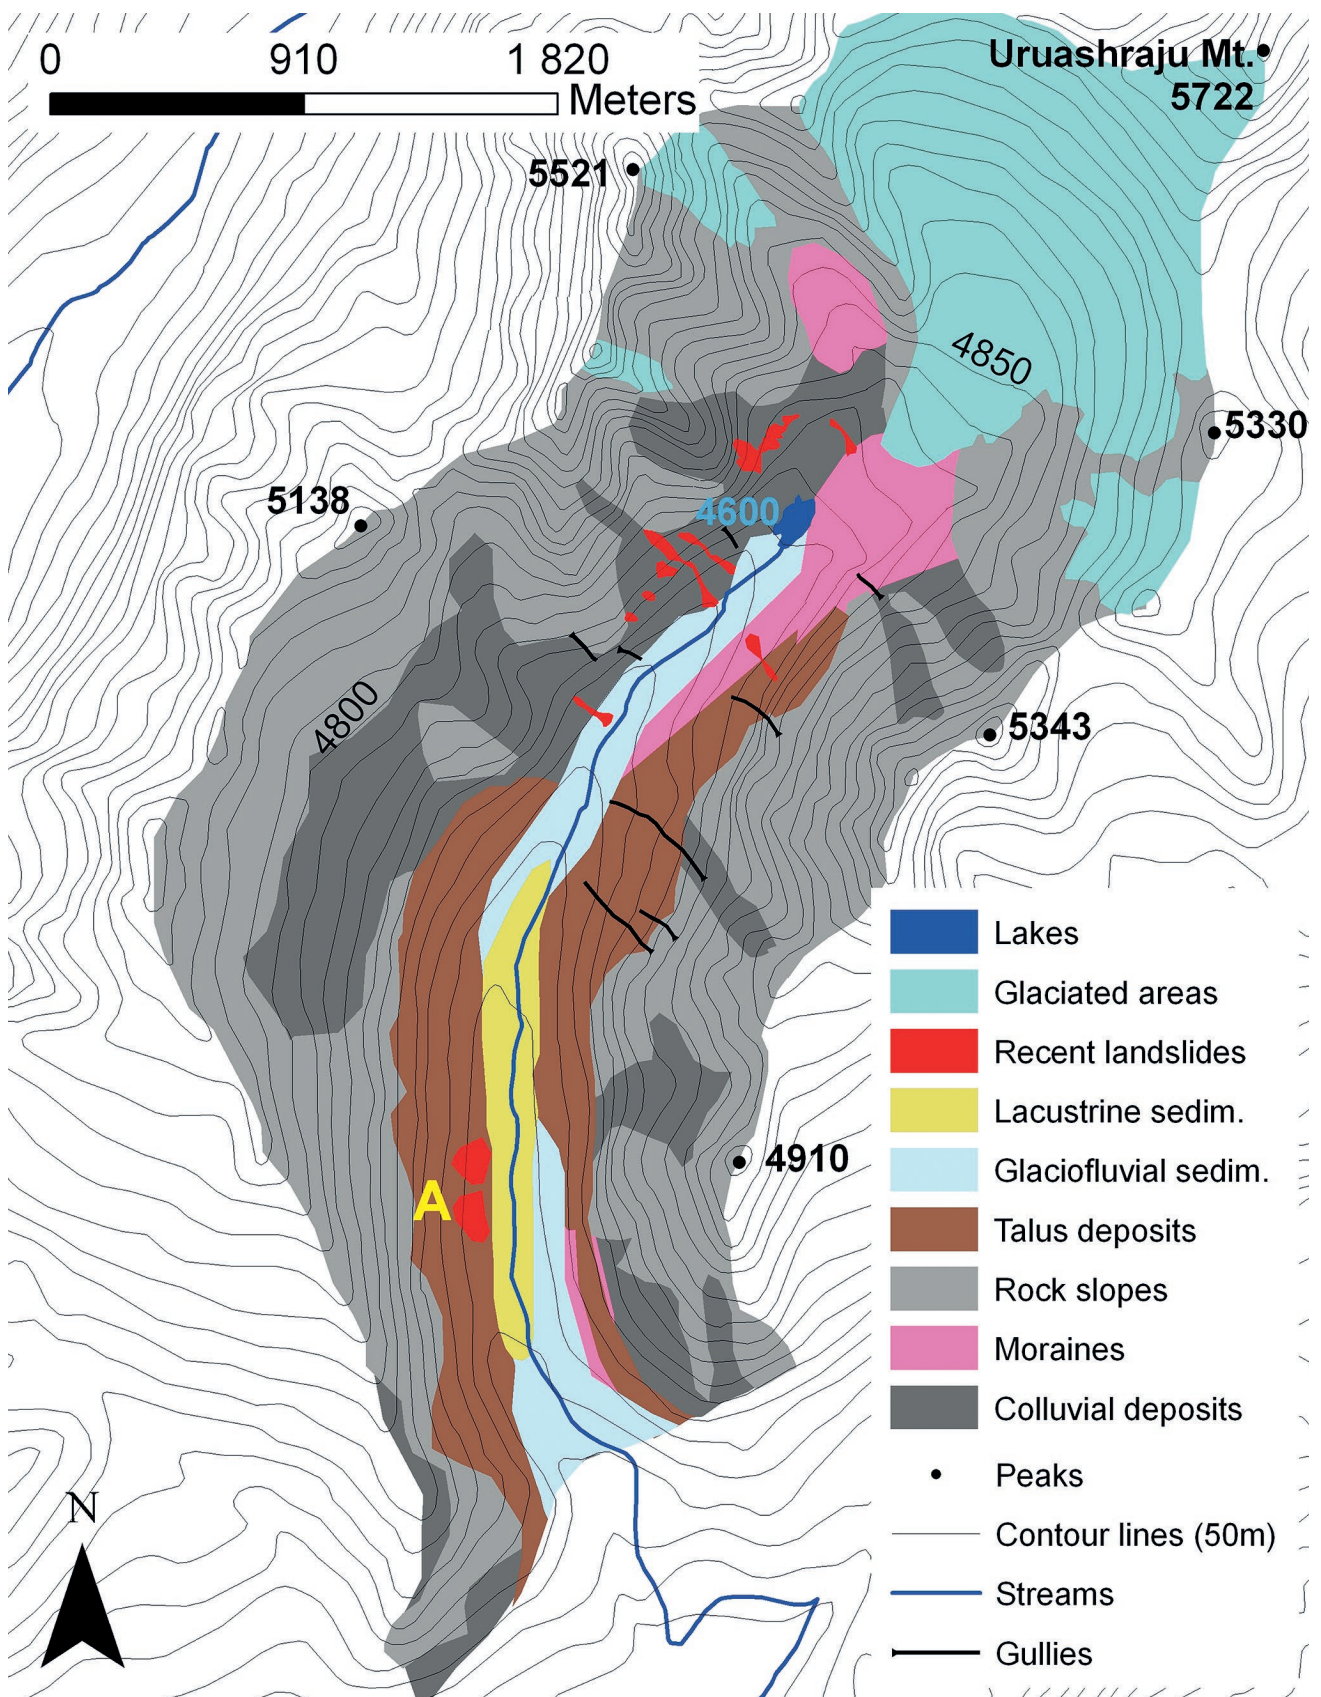 0 910 1 820
Meters
Uruashraju Mt.
5722
5521
4850
5330
5138
4600
4800
5343
4910
A
N
Lakes
Glaciated areas
Recent landslides
Lacustrine sedim.
Glaciofluvial sedim.
Talus deposits
Rock slopes
Moraines
Colluvial deposits
Peaks
Contour lines (50m)
Streams
Gullies